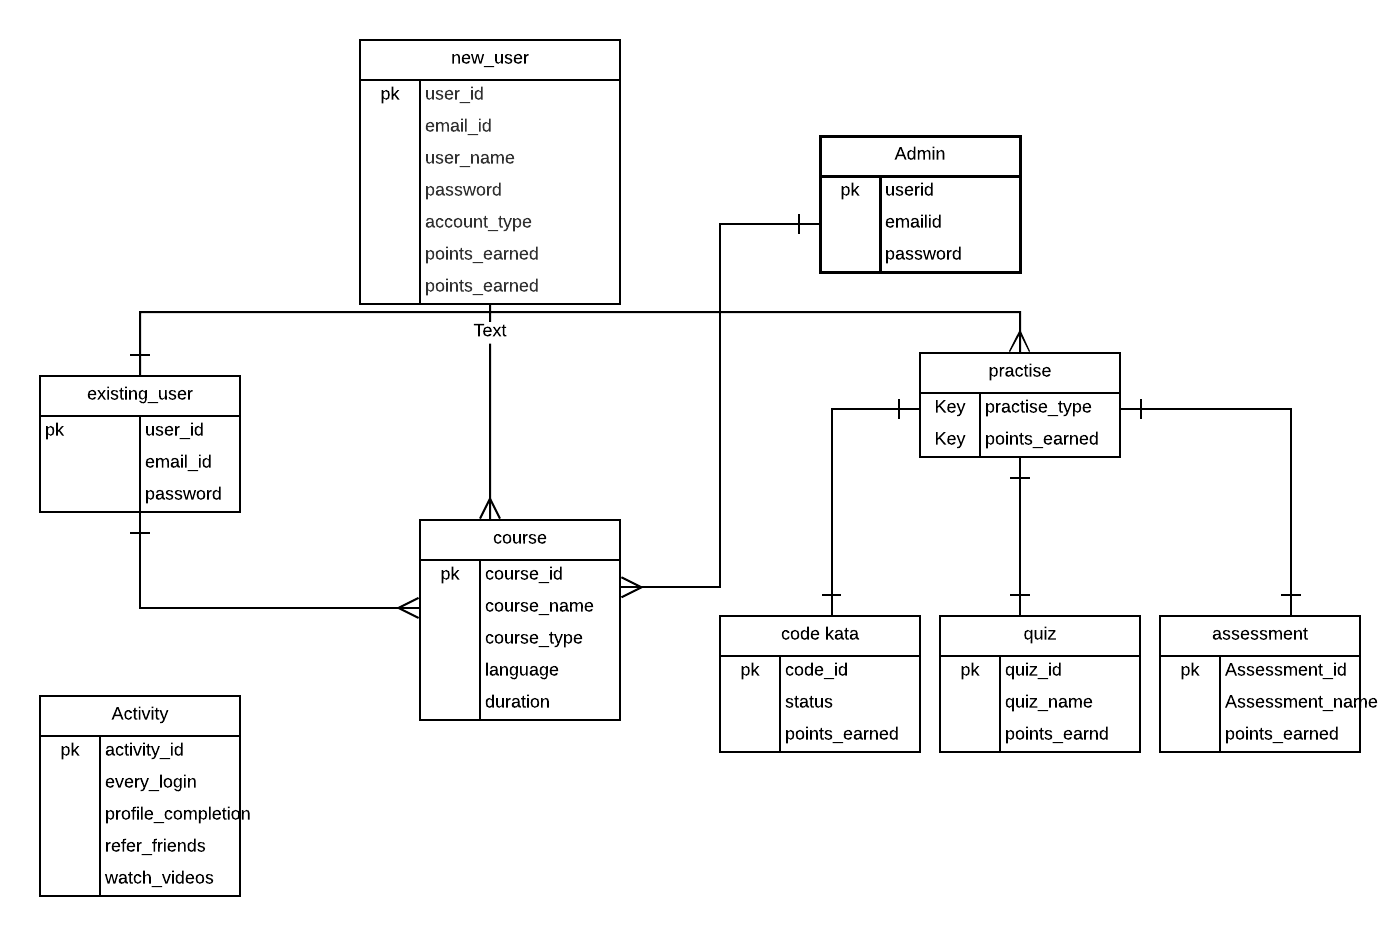 new_user
pk user_id
email_id
user_name
password
account_type
points_earned
points_earned
Text
Admin
pk userid
emailid
password
existing_user
pk user_id
email_id
password
practise
Key practise_type
Key points_earned
course
pk course_id
course_name
course_type
language
duration
code kata
pk code_id
status
points_earned
quiz
pk quiz_id
quiz_name
points_earnd
assessment
pk Assessment_id
Assessment_name
points_earned
Activity
pk activity_id
every_login
profile_completion
refer_friends
watch_videos